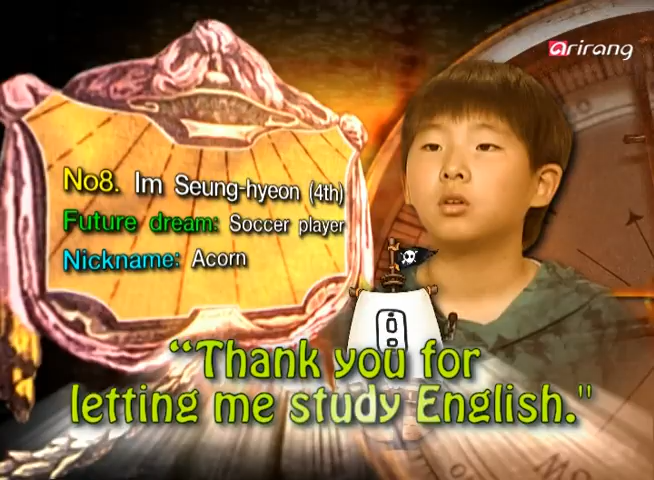 arirang
No8. Im Seung-hyeon (4th)
Future dream: Soccer player
Nickname: Acorn
“Thank you for
letting me study English."